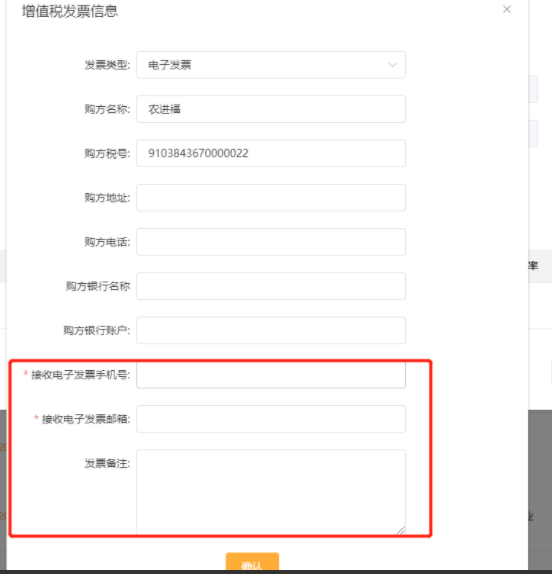 增值税发票信息
发票类型: 电子发票
购方名称: 农进福
购方税号: 9103843670000022
购方地址:
购方电话:
率
购方银行名称
购方银行账户:
* 接收电子发票手机号:
* 接收电子发票邮箱:
发票备注:
业
确认